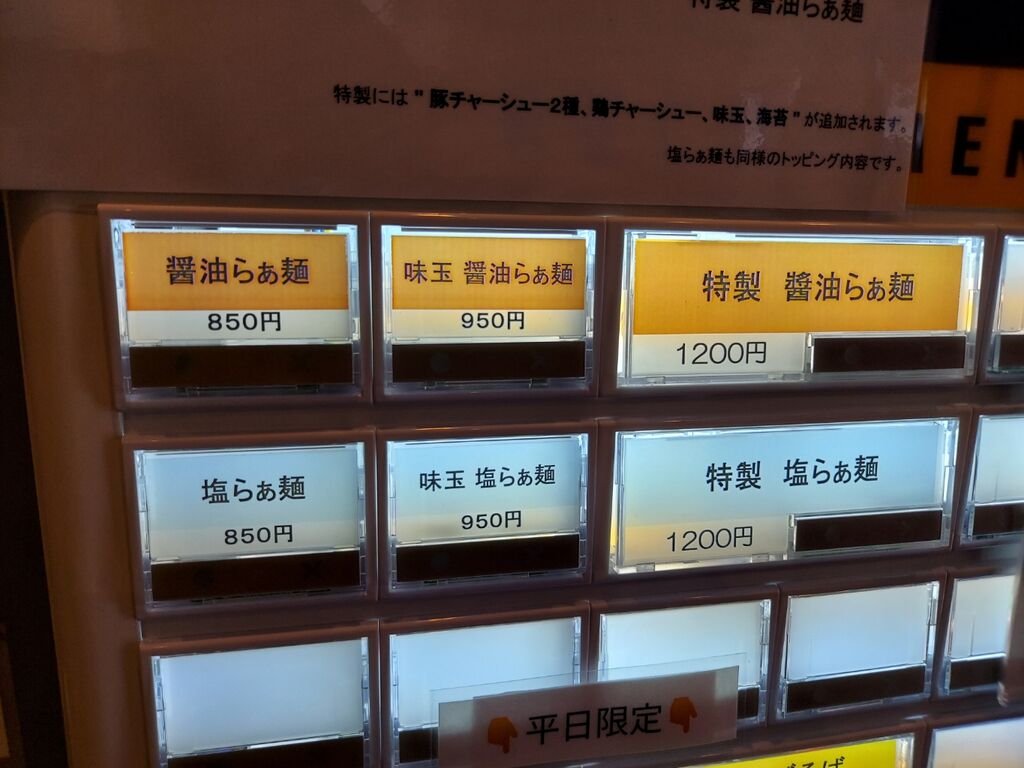 特製 醤油らぁ麺
特製には " 豚チャーシュー2種、鶏チャーシュー、味玉、海苔 " が追加されます。
塩らぁ麺も同様のトッピング内容です。
醤油らぁ麺
850円
味玉 醤油らぁ麺
950円
特製 醤油らぁ麺
1200円
塩らぁ麺
850円
味玉 塩らぁ麺
950円
特製 塩らぁ麺
1200円
平日限定